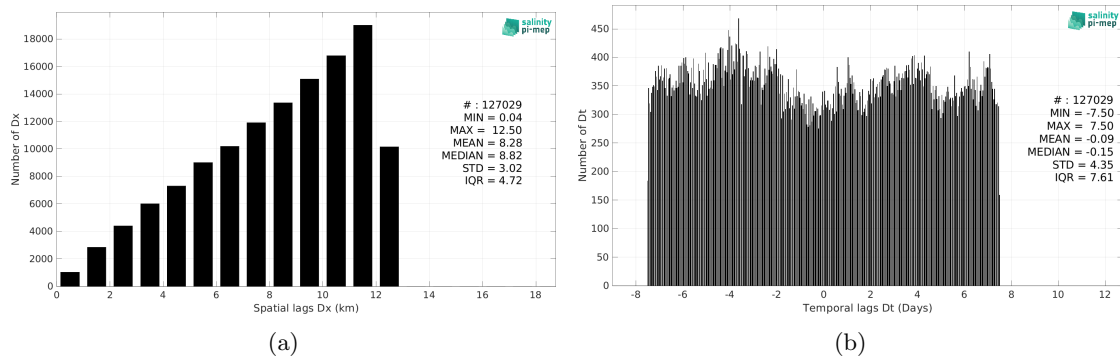 salinity
pi-mep
18000
16000
14000
12000
10000
8000
6000
4000
2000
0
Number of Dx
# : 127029
MIN = 0.04
MAX = 12.50
MEAN = 8.28
MEDIAN = 8.82
STD = 3.02
IQR = 4.72
0 2 4 6 8 10 12 14 16 18
Spatial lags Dx (km)
(a)
salinity
pi-mep
450
400
350
300
250
200
150
100
50
0
Number of Dt
# : 127029
MIN = -7.50
MAX = 7.50
MEAN = -0.09
MEDIAN = -0.15
STD = 4.35
IQR = 7.61
-8 -6 -4 -2 0 2 4 6 8 10 12
Temporal lags Dt (Days)
(b)